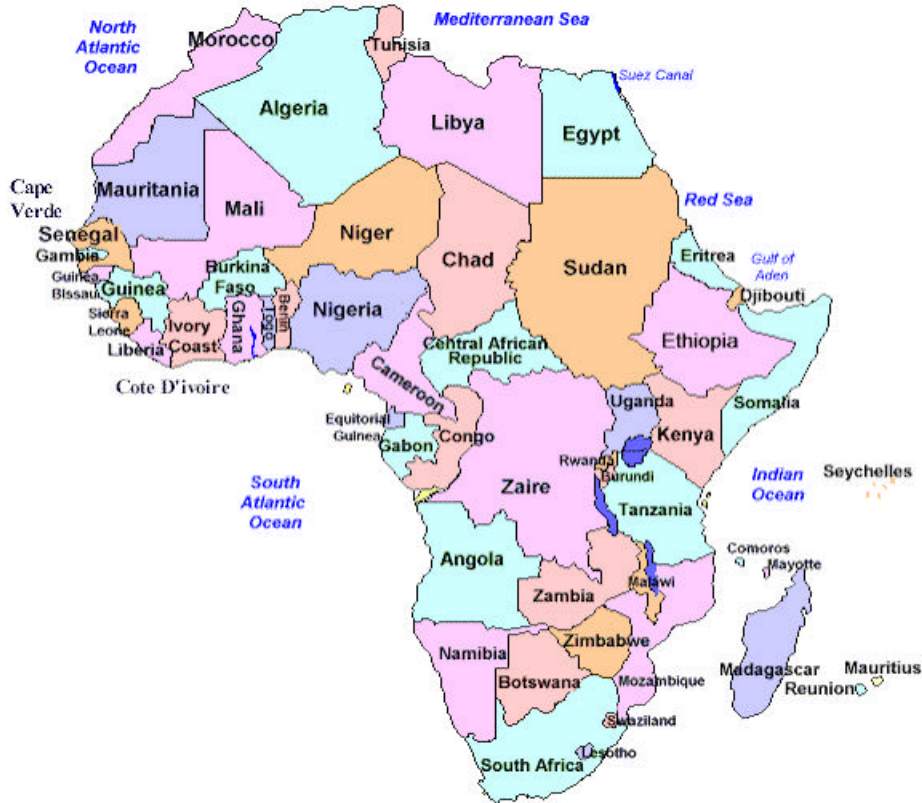 North
Atlantic
Ocean
Mediterranean Sea
Morocco
Tunisia
Suez Canal
Algeria
Libya
Egypt
Cape
Verde
Mauritania
Mali
Niger
Chad
Sudan
Red Sea
Senegal
Gambia
Guinea
Bissau
Guinea
Burkina
Faso
Eritrea
Gulf of
Aden
Djibouti
Sierra
Leone
Liberia
Ivory
Coast
Ghana
Togo
Benin
Nigeria
Central African
Republic
Ethiopia
Cote D'ivoire
Cameroon
Somalia
Uganda
Kenya
Equitorial
Guinea
Gabon
Congo
Rwanda
Burundi
Zaire
South
Atlantic
Ocean
Tanzania
Indian
Ocean
Seychelles
Angola
Comoros
Mayotte
Zambia
Malawi
Namibia
Zimbabwe
Botswana
Mozambique
Madagascar
Mauritius
Reunion
Swaziland
Lesotho
South Africa